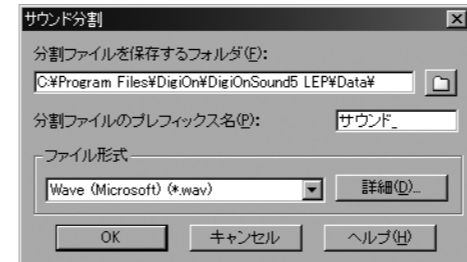 サウンド分割
分割ファイルを保存するフォルダ(F):
C:¥Program Files¥DigiOn¥DigiOnSound5 LEP¥Data¥
分割ファイルのプレフィックス名(P):
サウンド_
ファイル形式
Wave (Microsoft) (*.wav)
詳細(D)...
OK
キャンセル
ヘルプ(H)